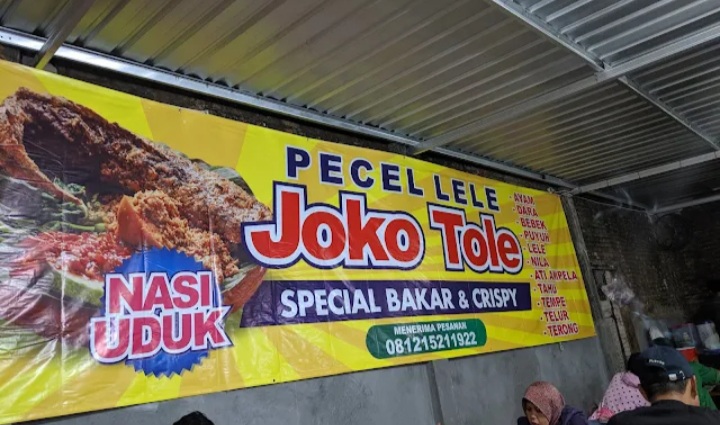 PECEL LELE
Joko Tole
SPECIAL BAKAR & CRISPY
MENERIMA PESANAN
081215211922
NASI
UDUK
- AYAM
- DARA
- BEBEK
- PUYUH
- LELE
- NILA
- ATI AMPELA
- TAHU
- TEMPE
- TELUR
- TERONG